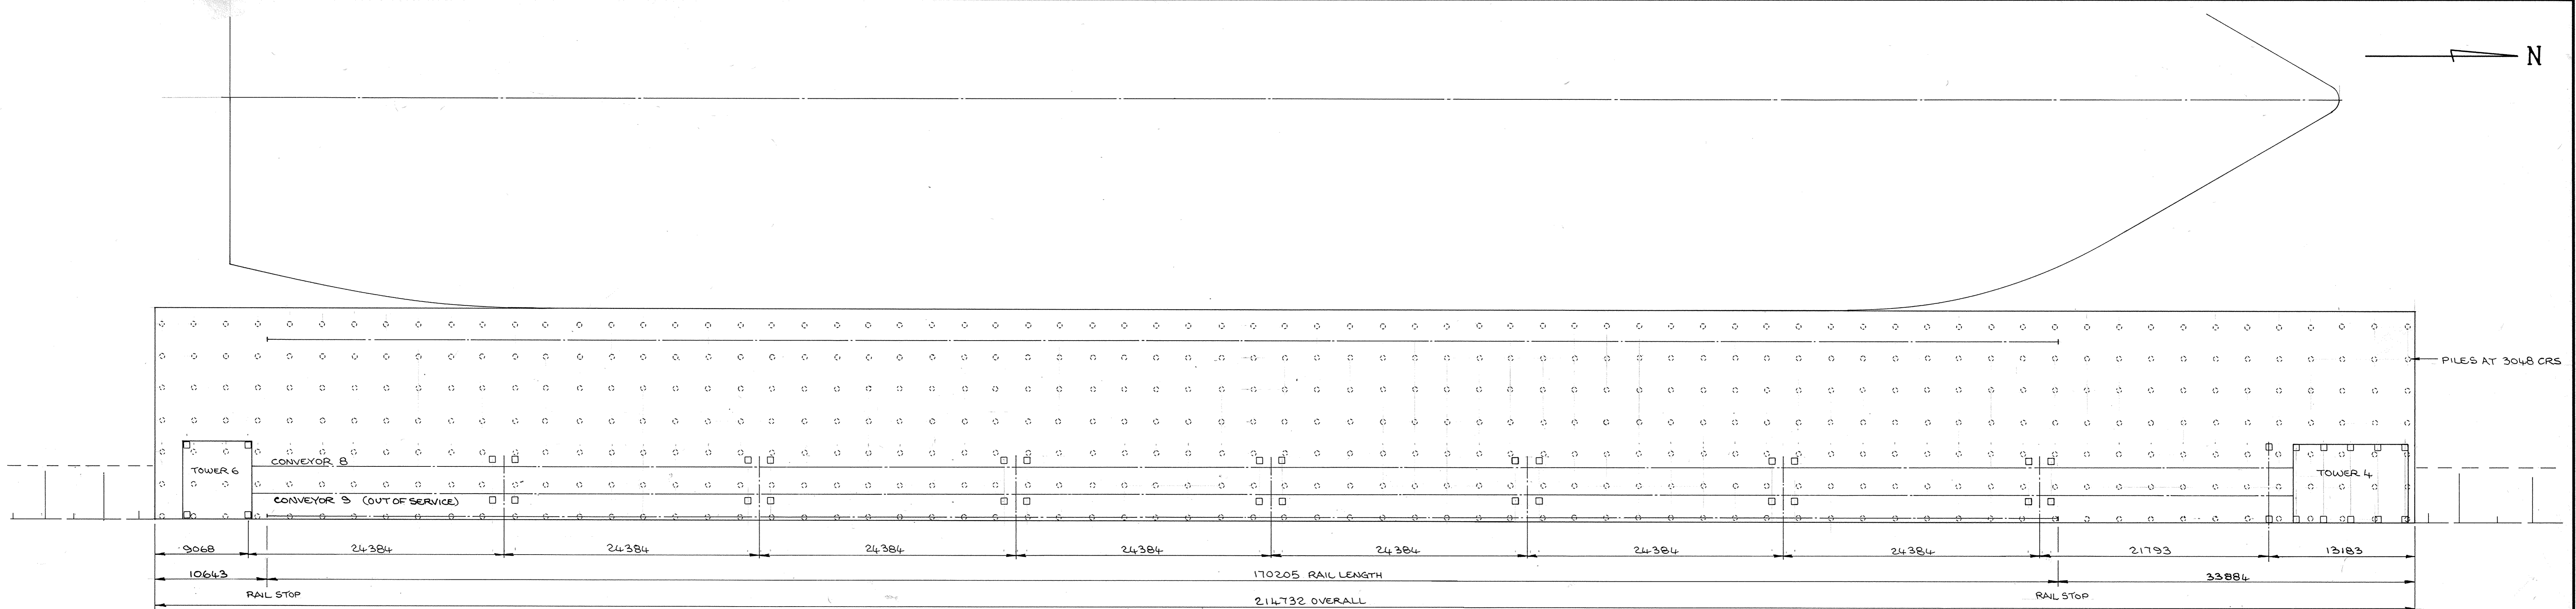 N
PILES AT 3048 CRS
CONVEYOR 8
TOWER 6
TOWER 4
CONVEYOR 9 (OUT OF SERVICE)
9068 24384 24384 24384 24384 24384 24384 24384 21793 13183
10643 170205 RAIL LENGTH 33884
RAIL STOP RAIL STOP
214732 OVERALL